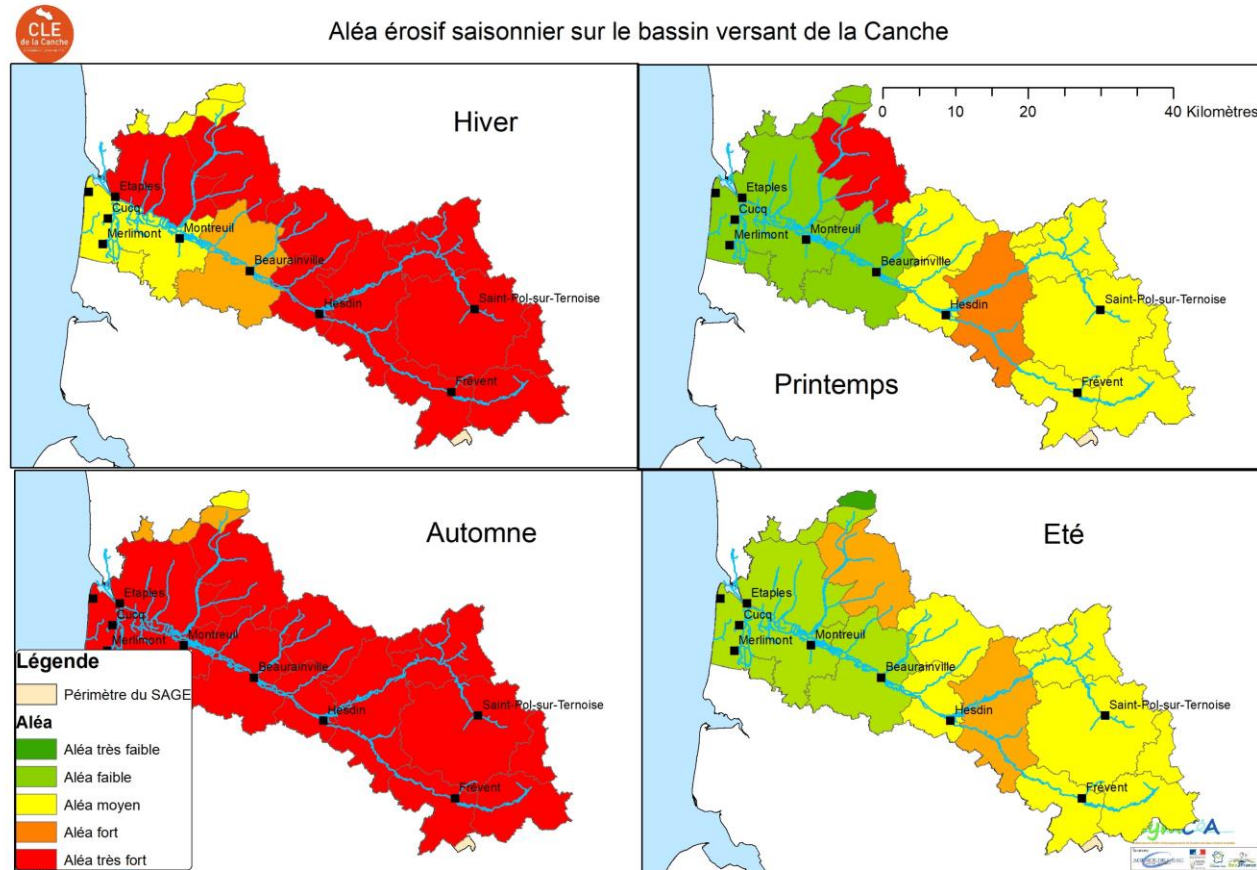 CLE
de la Canche
Aléa érosif saisonnier sur le bassin versant de la Canche
Hiver
Etaples
Cucq
Merlimont
Montreuil
Beaurainville
Hesdin
Saint-Pol-sur-Ternoise
Frévent
0 10 20 40 Kilomètres
Printemps
Etaples
Cucq
Merlimont
Montreuil
Beaurainville
Hesdin
Saint-Pol-sur-Ternoise
Frévent
Automne
Etaples
Cucq
Merlimont
Montreuil
Beaurainville
Hesdin
Saint-Pol-sur-Ternoise
Frévent
Légende
Périmètre du SAGE
Aléa
Aléa très faible
Aléa faible
Aléa moyen
Aléa fort
Aléa très fort
Eté
Etaples
Cucq
Merlimont
Montreuil
Beaurainville
Hesdin
Saint-Pol-sur-Ternoise
Frévent